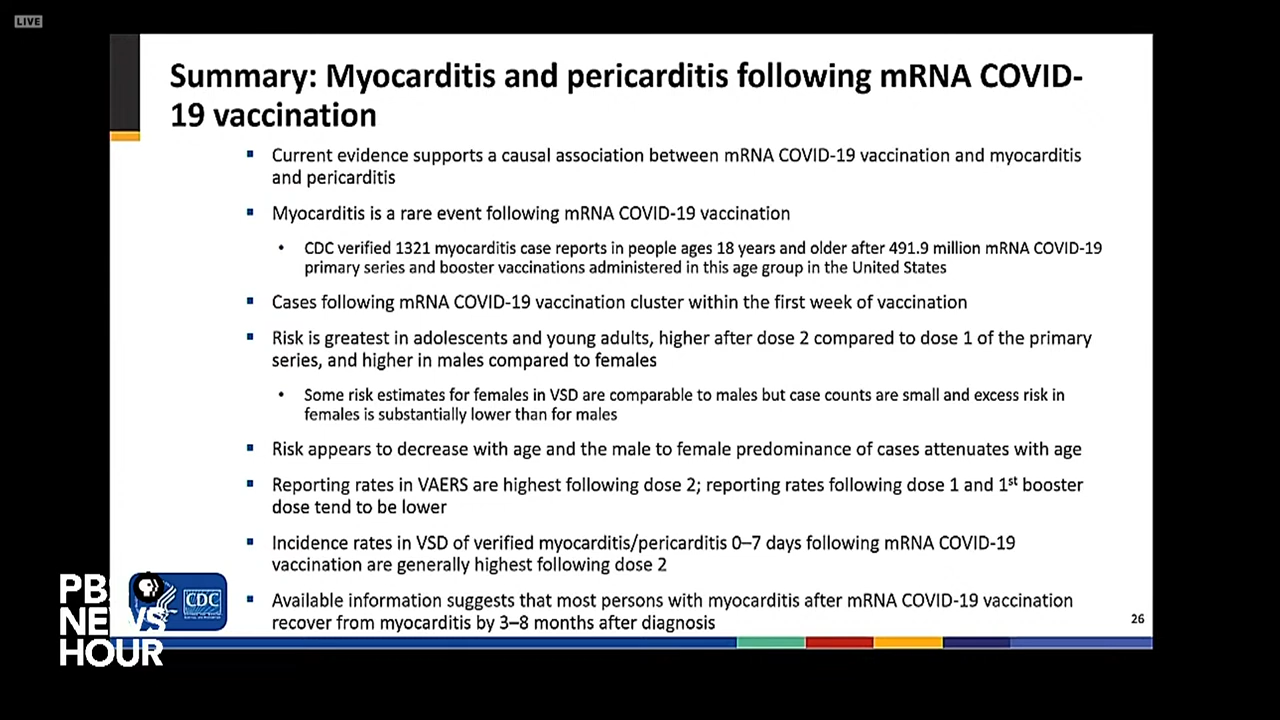 LIVE
Summary: Myocarditis and pericarditis following mRNA COVID-
19 vaccination
▪ Current evidence supports a causal association between mRNA COVID-19 vaccination and myocarditis
and pericarditis
▪ Myocarditis is a rare event following mRNA COVID-19 vaccination
• CDC verified 1321 myocarditis case reports in people ages 18 years and older after 491.9 million mRNA COVID-19
primary series and booster vaccinations administered in this age group in the United States
▪ Cases following mRNA COVID-19 vaccination cluster within the first week of vaccination
▪ Risk is greatest in adolescents and young adults, higher after dose 2 compared to dose 1 of the primary
series, and higher in males compared to females
• Some risk estimates for females in VSD are comparable to males but case counts are small and excess risk in
females is substantially lower than for males
▪ Risk appears to decrease with age and the male to female predominance of cases attenuates with age
▪ Reporting rates in VAERS are highest following dose 2; reporting rates following dose 1 and 1st booster
dose tend to be lower
▪ Incidence rates in VSD of verified myocarditis/pericarditis 0–7 days following mRNA COVID-19
vaccination are generally highest following dose 2
▪ Available information suggests that most persons with myocarditis after mRNA COVID-19 vaccination
recover from myocarditis by 3–8 months after diagnosis
26
CDC
PBS
NEWS
HOUR